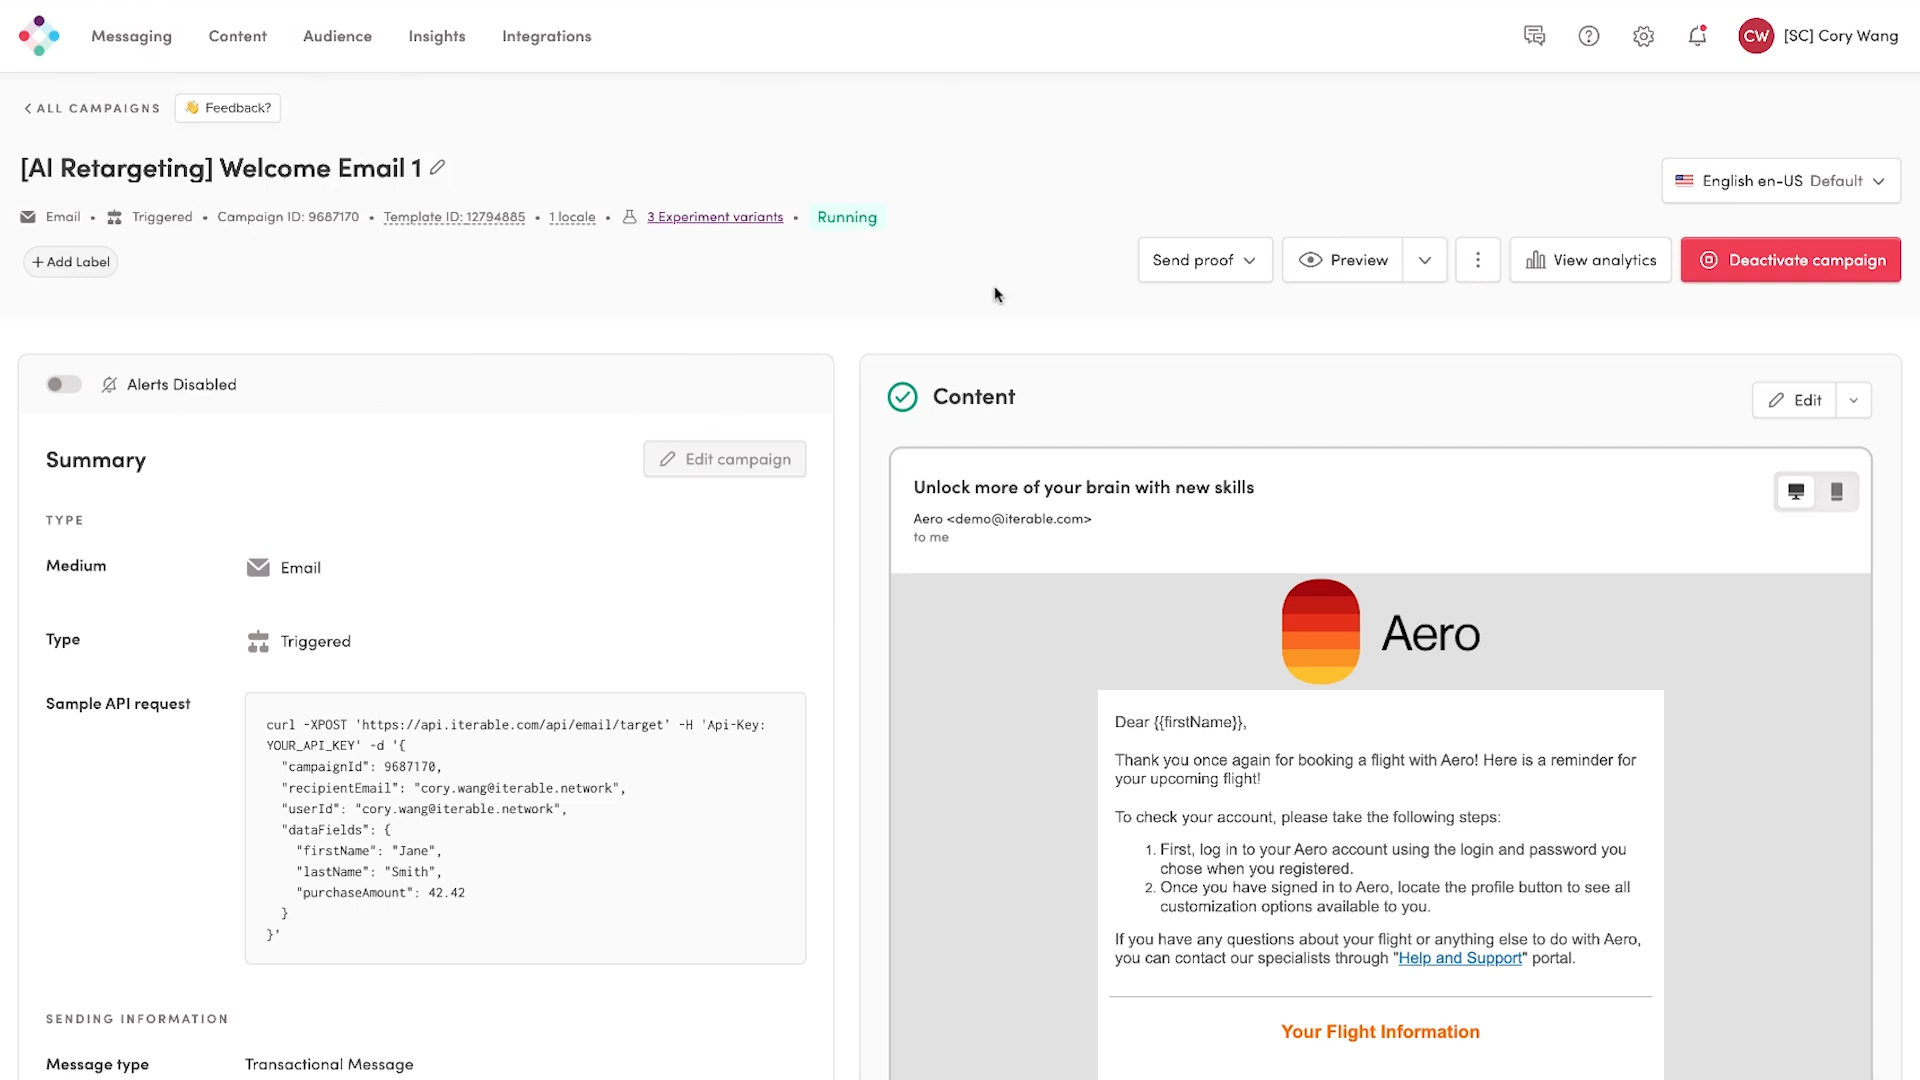 Messaging
Content
Audience
Insights
Integrations
CW
[SC] Cory Wang
ALL CAMPAIGNS
Feedback?
[AI Retargeting] Welcome Email 1
English en-US Default
Email • Triggered • Campaign ID: 9687170 • Template ID: 12794885 • 1 locale • 3 Experiment variants • Running
+ Add Label
Send proof
Preview
View analytics
Deactivate campaign
Alerts Disabled
Summary
Edit campaign
TYPE
Medium
Email
Type
Triggered
Sample API request
curl -XPOST 'https://api.iterable.com/api/email/target' -H 'Api-Key:
YOUR_API_KEY' -d '{
"campaignId": 9687170,
"recipientEmail": "cory.wang@iterable.network",
"userId": "cory.wang@iterable.network",
"dataFields": {
"firstName": "Jane",
"lastName": "Smith",
"purchaseAmount": 42.42
}
}'
SENDING INFORMATION
Message type
Transactional Message
Content
Edit
Unlock more of your brain with new skills
Aero <demo@iterable.com>
to me
Aero
Dear {{firstName}},
Thank you once again for booking a flight with Aero! Here is a reminder for
your upcoming flight!
To check your account, please take the following steps:
1. First, log in to your Aero account using the login and password you
chose when you registered.
2. Once you have signed in to Aero, locate the profile button to see all
customization options available to you.
If you have any questions about your flight or anything else to do with Aero,
you can contact our specialists through "Help and Support" portal.
Your Flight Information